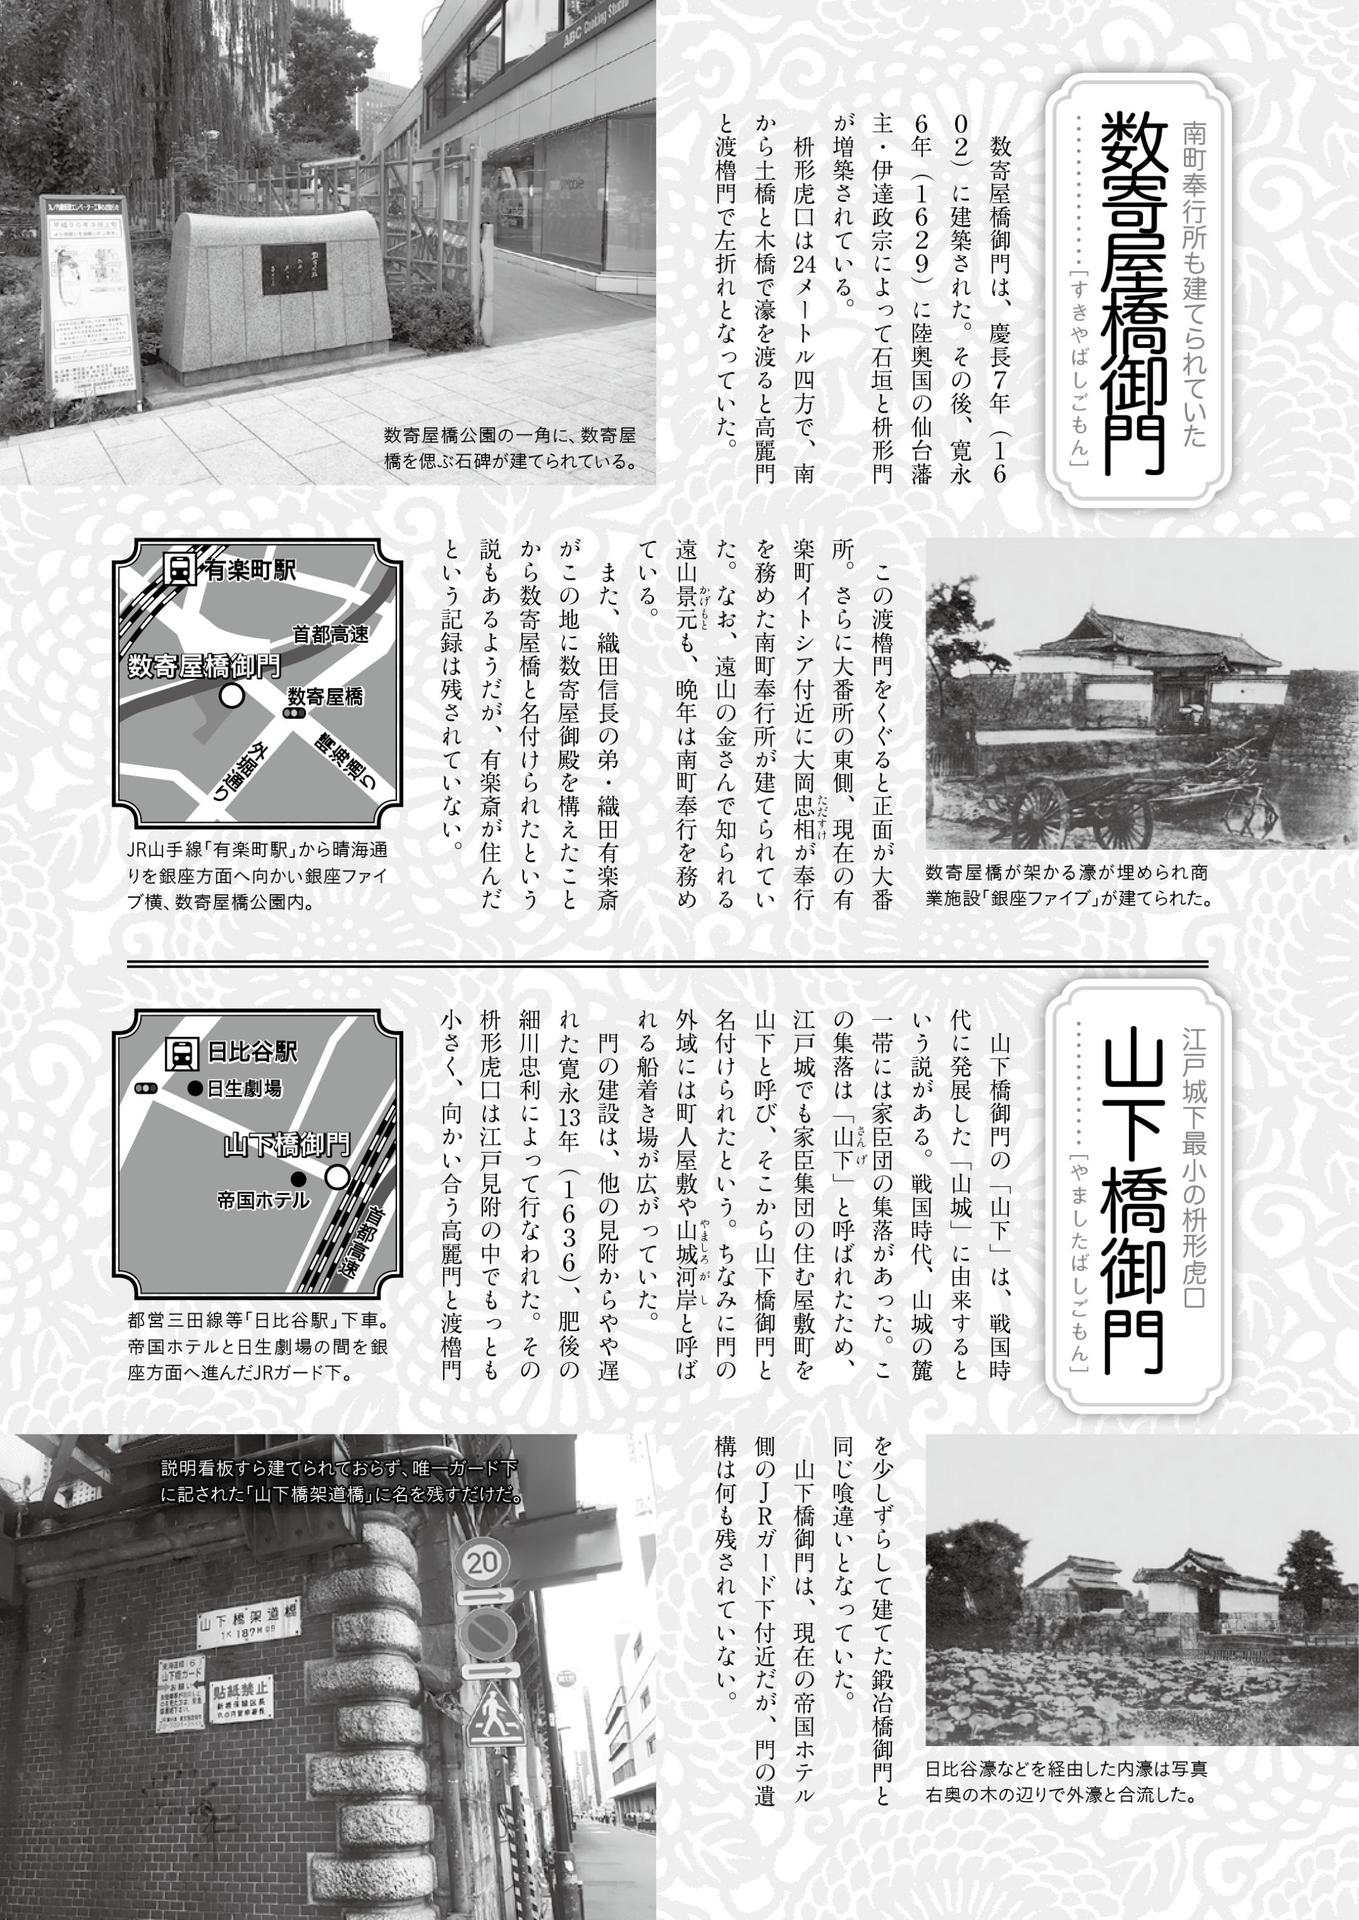 南町奉行所も建てられていた
数寄屋橋御門
[すきやばしごもん]
数寄屋橋御門は、慶長7年（16
02）に建築された。その後、寛永
6年（1629）に陸奥国の仙台藩
主・伊達政宗によって石垣と枡形門
が増築されている。
枡形虎口は24メートル四方で、南
から土橋と木橋で濠を渡ると高麗門
と渡櫓門で左折れとなっていた。
ABC Cooking Studio
数寄屋橋公園の一角に、数寄屋
橋を偲ぶ石碑が建てられている。
数寄屋橋が架かる濠が埋められ商
業施設「銀座ファイブ」が建てられた。
この渡櫓門をくぐると正面が大番
所。さらに大番所の東側、現在の有
楽町イトシア付近に大岡忠相が奉行
ただすけ
を務めた南町奉行所が建てられてい
た。なお、遠山の金さんで知られる
遠山景元も、晩年は南町奉行を務め
かげもと
ている。
また、織田信長の弟・織田有楽斎
がこの地に数寄屋御殿を構えたこと
から数寄屋橋と名付けられたという
説もあるようだが、有楽斎が住んだ
という記録は残されていない。
有楽町駅
首都高速
数寄屋橋御門
数寄屋橋
外堀通り
晴海通り
JR山手線「有楽町駅」から晴海通
りを銀座方面へ向かい銀座ファイ
ブ横、数寄屋橋公園内。
江戸城下最小の枡形虎口
山下橋御門
[やましたばしごもん]
山下橋御門の「山下」は、戦国時
代に発展した「山城」に由来すると
いう説がある。戦国時代、山城の麓
一帯には家臣団の集落があった。こ
の集落は「山下」と呼ばれたため、
さんげ
江戸城でも家臣集団の住む屋敷町を
山下と呼び、そこから山下橋御門と
名付けられたという。ちなみに門の
外域には町人屋敷や山城河岸と呼ば
やましろがし
れる船着き場が広がっていた。
門の建設は、他の見附からやや遅
れた寛永13年（1636）、肥後の
細川忠利によって行なわれた。その
枡形虎口は江戸見附の中でもっとも
小さく、向かい合う高麗門と渡櫓門
日比谷駅
日生劇場
山下橋御門
帝国ホテル
首都高速
都営三田線等「日比谷駅」下車。
帝国ホテルと日生劇場の間を銀
座方面へ進んだJRガード下。
を少しずらして建てた鍛冶橋御門と
同じ喰違いとなっていた。
山下橋御門は、現在の帝国ホテル
側のJRガード下付近だが、門の遺
構は何も残されていない。
日比谷濠などを経由した内濠は写真
右奥の木の辺りで外濠と合流した。
説明看板すら建てられておらず、唯一ガード下
に記された「山下橋架道橋」に名を残すだけだ。
20
山下橋架道橋
1K187M09
山下橋ガード
お願い
貼紙禁止